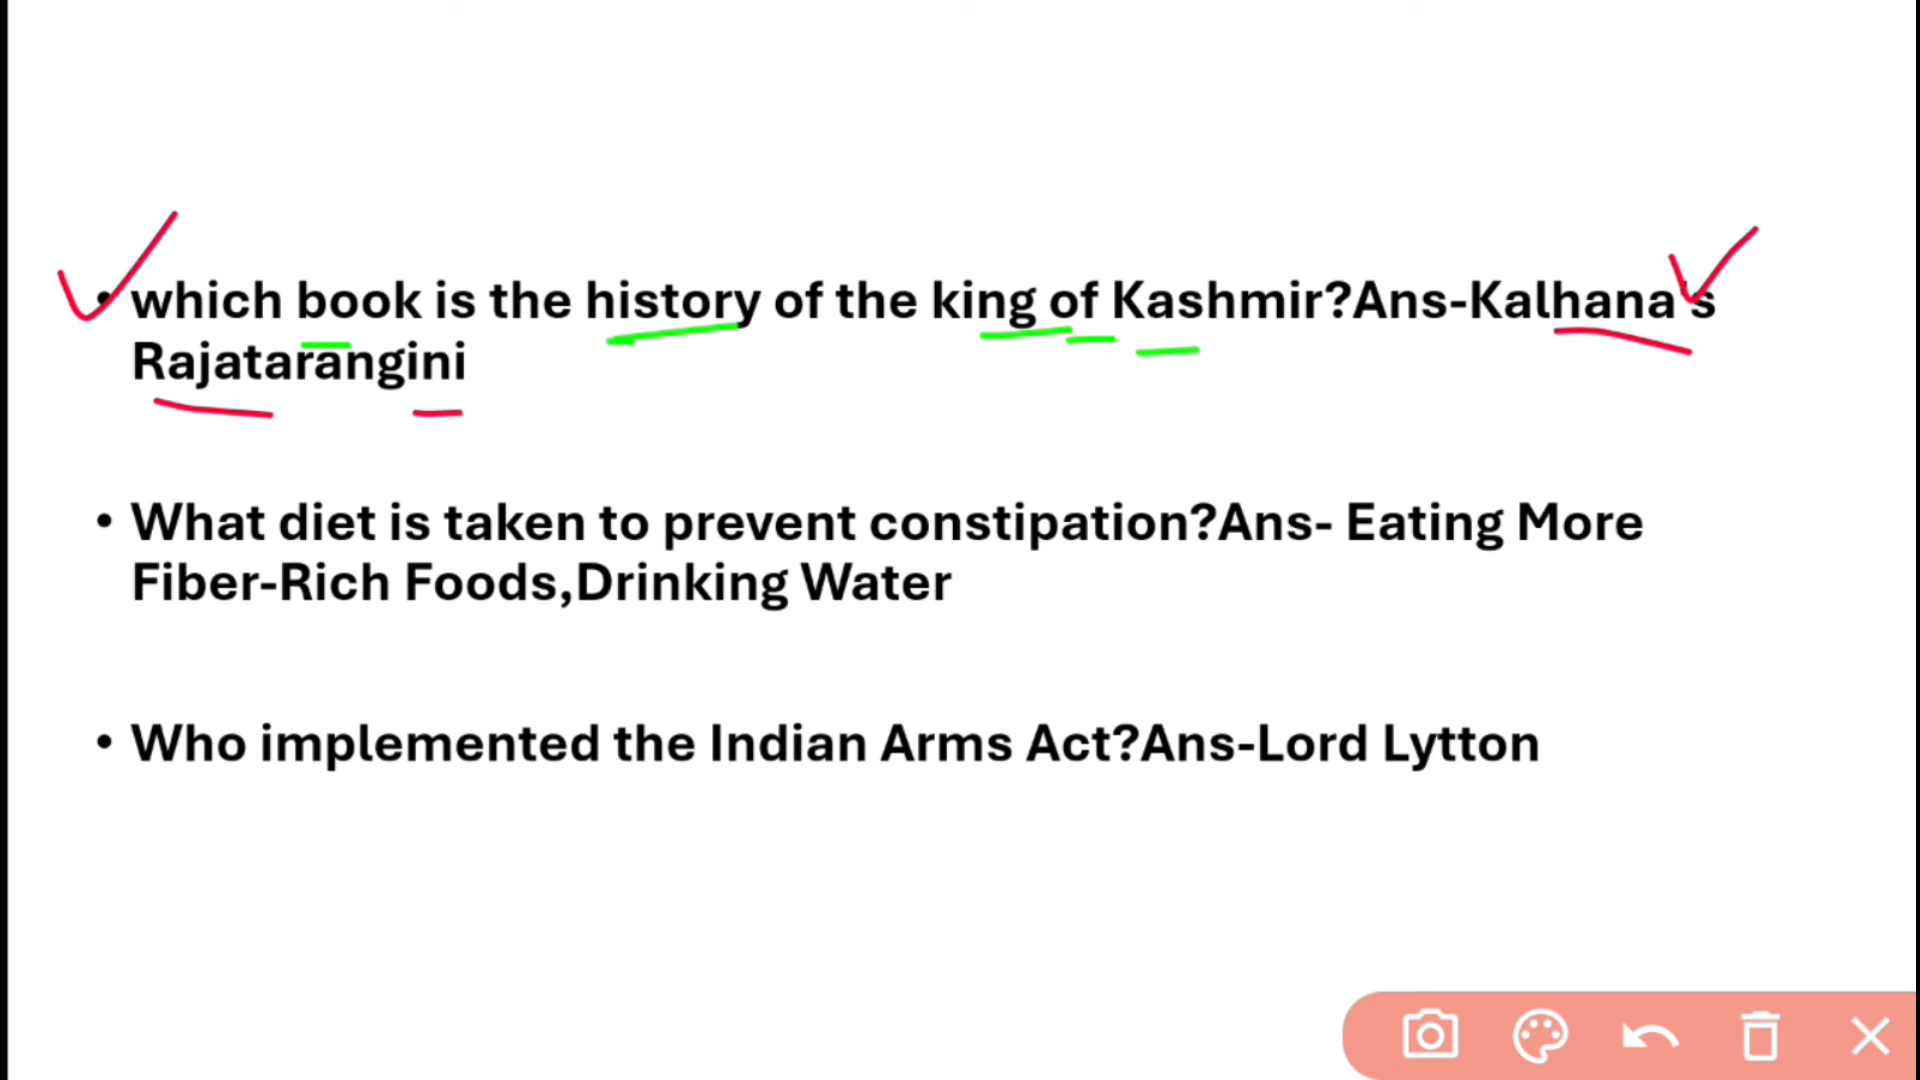 • which book is the history of the king of Kashmir?Ans-Kalhana's
Rajatarangini
• What diet is taken to prevent constipation?Ans- Eating More
Fiber-Rich Foods,Drinking Water
• Who implemented the Indian Arms Act?Ans-Lord Lytton